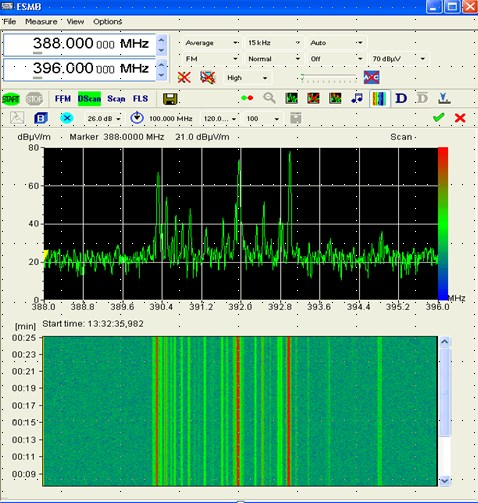 ESMB
File Measure View Options
388.000 000 MHz
Average 15 kHz Auto
FM Normal Off 70 dBµV
396.000 000 MHz
High
START STOP FFM DScan Scan FLS D D
B 26.0 dB 100.000 MHz 120.0... 100
dBµV/m Marker 388.0000 MHz 21.0 dBµV/m Scan
80
60
40
20
0
388.0 388.8 389.6 390.4 391.2 392.0 392.8 393.6 394.4 395.2 396.0 MHz
[min] Start time: 13:32:35,982
00:25
00:21
00:19
00:17
00:15
00:13
00:11
00:09